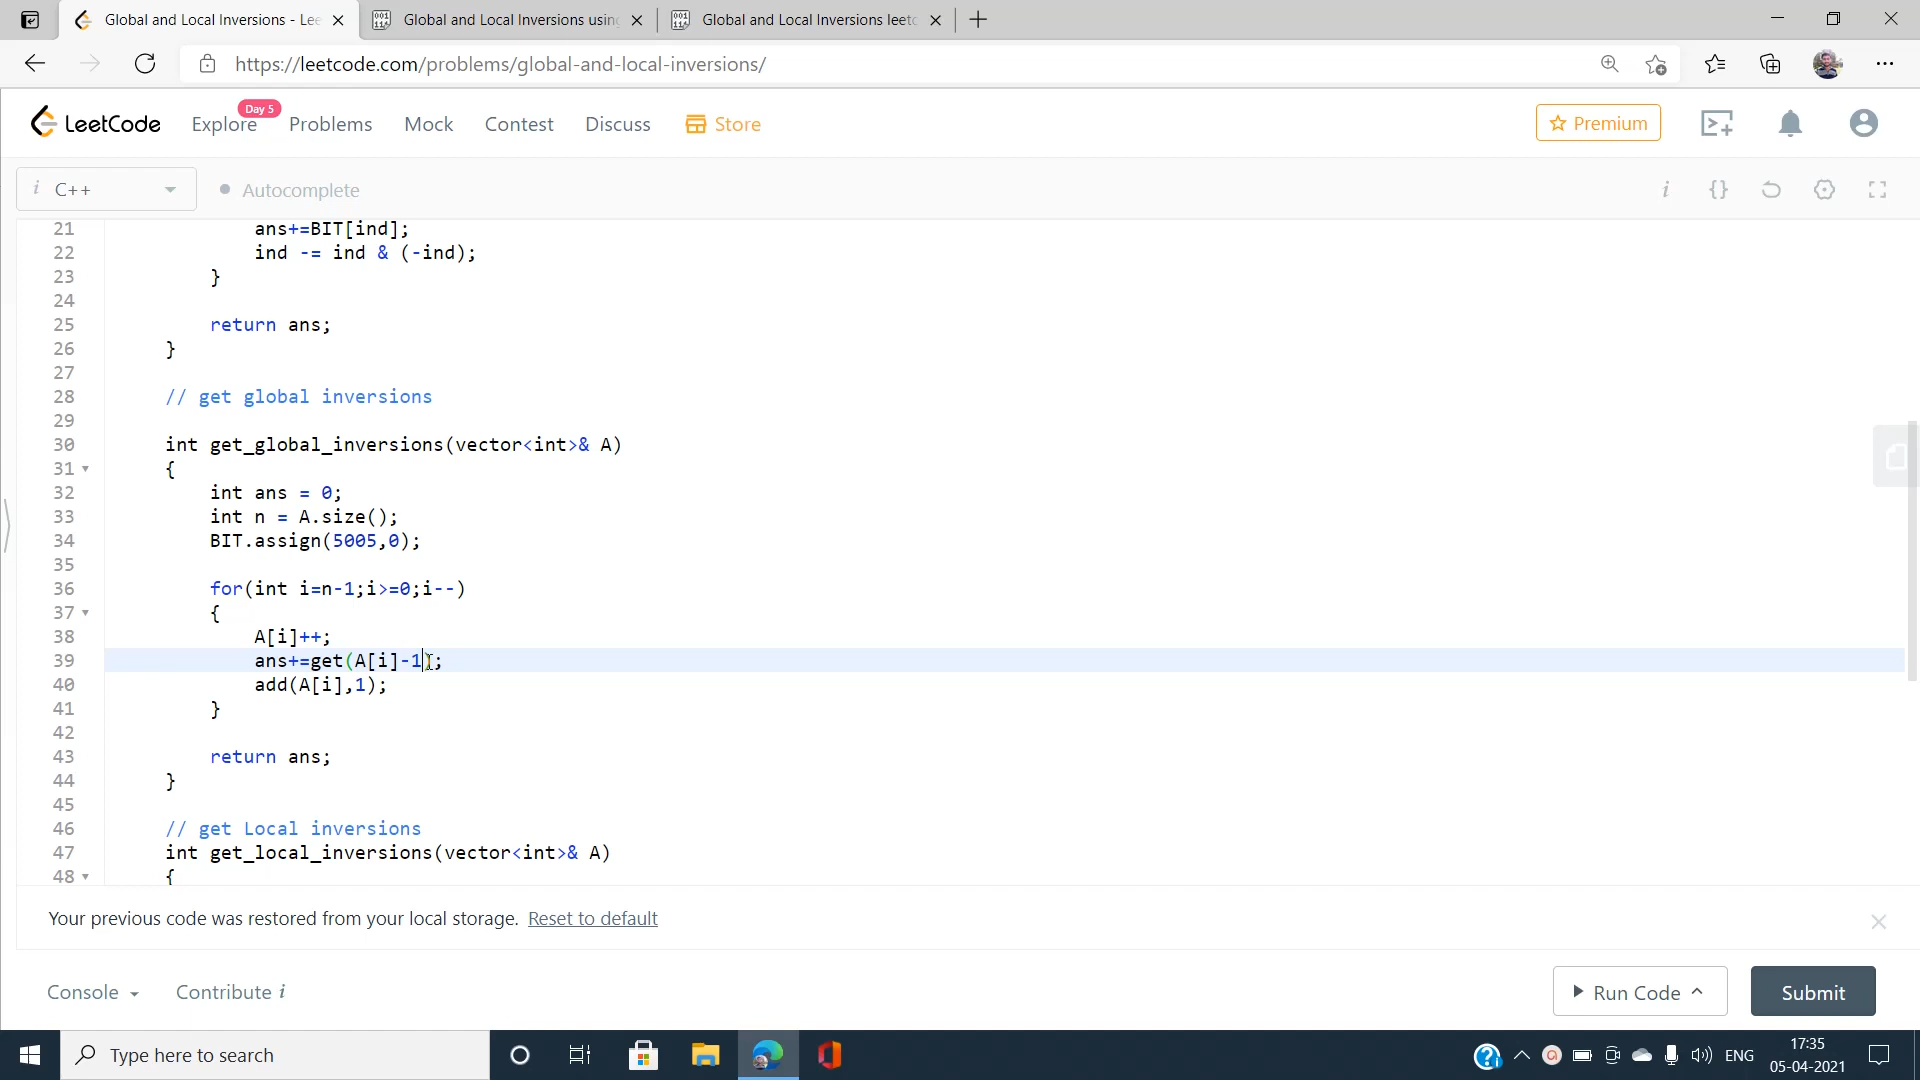 Global and Local Inversions - Lee
Global and Local Inversions using
Global and Local Inversions leetc
https://leetcode.com/problems/global-and-local-inversions/
LeetCode
Explore
Day 5
Problems
Mock
Contest
Discuss
Store
Premium
i C++
Autocomplete
i {}
21 ans+=BIT[ind];
22 ind -= ind & (-ind);
23 }
24
25 return ans;
26 }
27
28 // get global inversions
29
30 int get_global_inversions(vector<int>& A)
31 {
32 int ans = 0;
33 int n = A.size();
34 BIT.assign(5005,0);
35
36 for(int i=n-1;i>=0;i--)
37 {
38 A[i]++;
39 ans+=get(A[i]-1);
40 add(A[i],1);
41 }
42
43 return ans;
44 }
45
46 // get Local inversions
47 int get_local_inversions(vector<int>& A)
48 {
Your previous code was restored from your local storage. Reset to default
Console
Contribute i
Run Code
Submit
Type here to search
ENG
17:35
05-04-2021